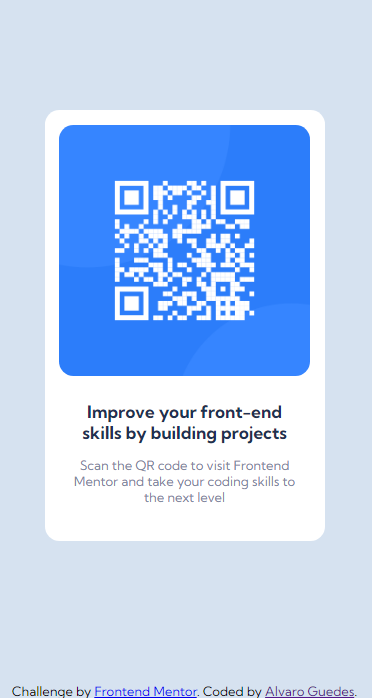 Improve your front-end
skills by building projects
Scan the QR code to visit Frontend
Mentor and take your coding skills to
the next level
Challenge by Frontend Mentor. Coded by Alvaro Guedes.